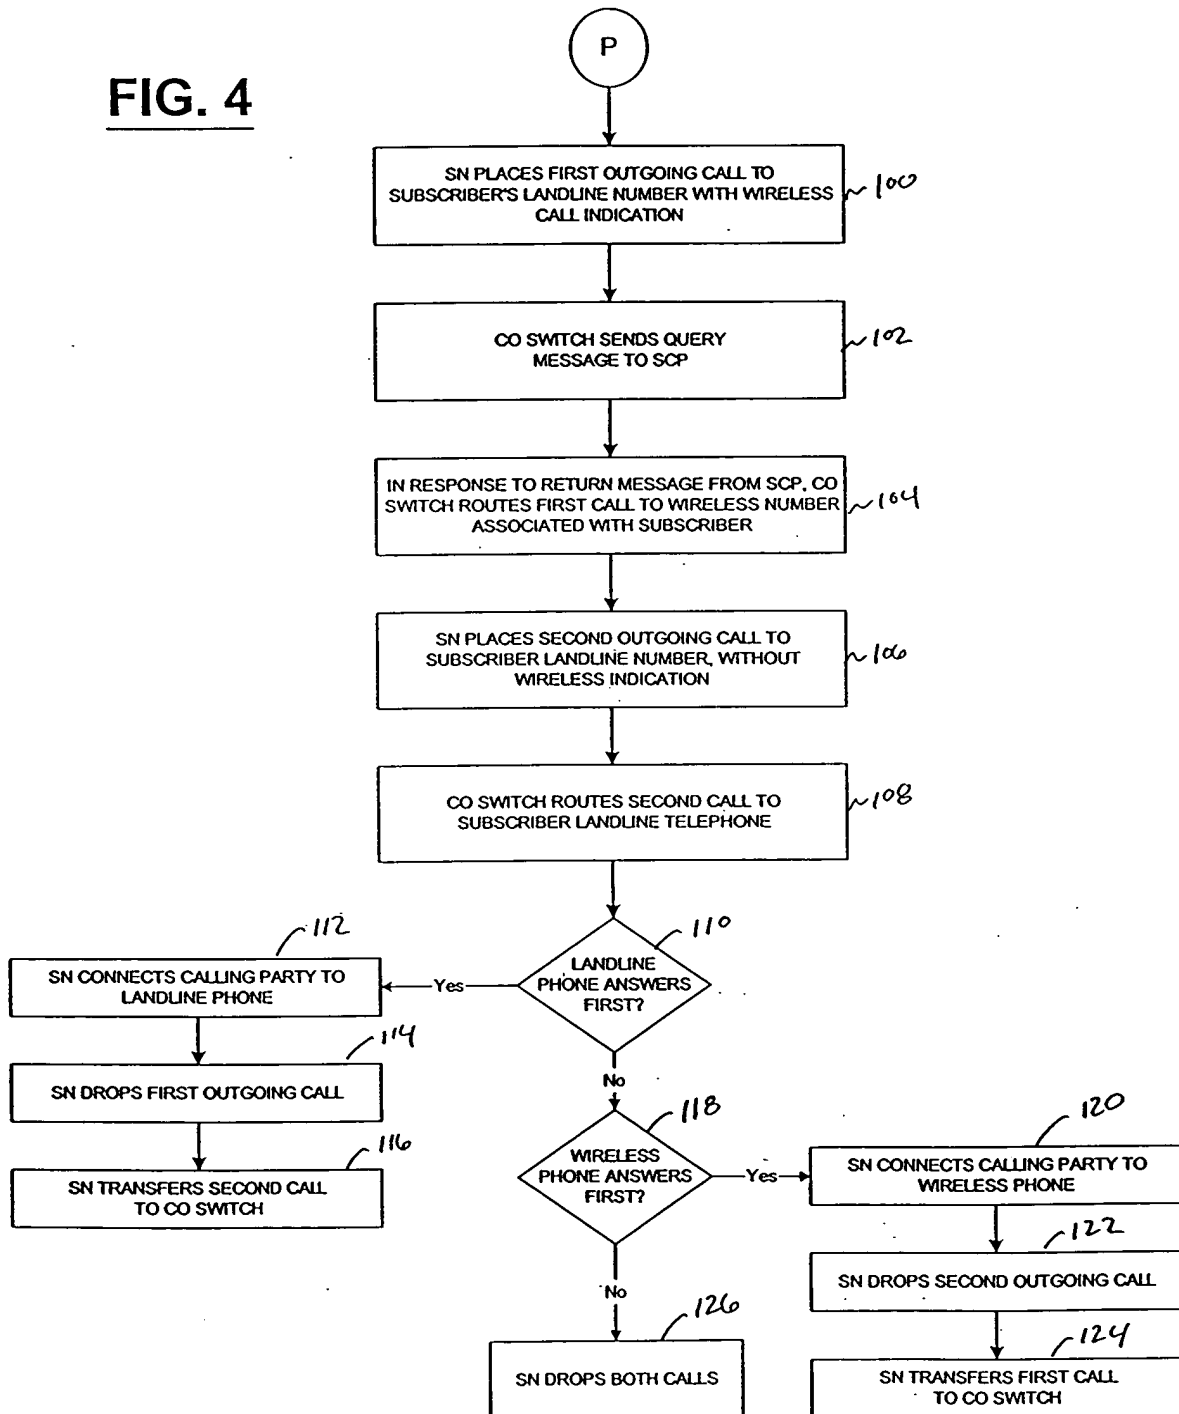 P
FIG. 4
SN PLACES FIRST OUTGOING CALL TO
SUBSCRIBER'S LANDLINE NUMBER WITH WIRELESS
CALL INDICATION
100
CO SWITCH SENDS QUERY
MESSAGE TO SCP
102
IN RESPONSE TO RETURN MESSAGE FROM SCP, CO
SWITCH ROUTES FIRST CALL TO WIRELESS NUMBER
ASSOCIATED WITH SUBSCRIBER
104
SN PLACES SECOND OUTGOING CALL TO
SUBSCRIBER LANDLINE NUMBER, WITHOUT
WIRELESS INDICATION
106
CO SWITCH ROUTES SECOND CALL TO
SUBSCRIBER LANDLINE TELEPHONE
108
110
LANDLINE
PHONE ANSWERS
FIRST?
Yes
112
SN CONNECTS CALLING PARTY TO
LANDLINE PHONE
114
SN DROPS FIRST OUTGOING CALL
116
SN TRANSFERS SECOND CALL
TO CO SWITCH
No
118
WIRELESS
PHONE ANSWERS
FIRST?
Yes
120
SN CONNECTS CALLING PARTY TO
WIRELESS PHONE
122
SN DROPS SECOND OUTGOING CALL
124
SN TRANSFERS FIRST CALL
TO CO SWITCH
No
126
SN DROPS BOTH CALLS